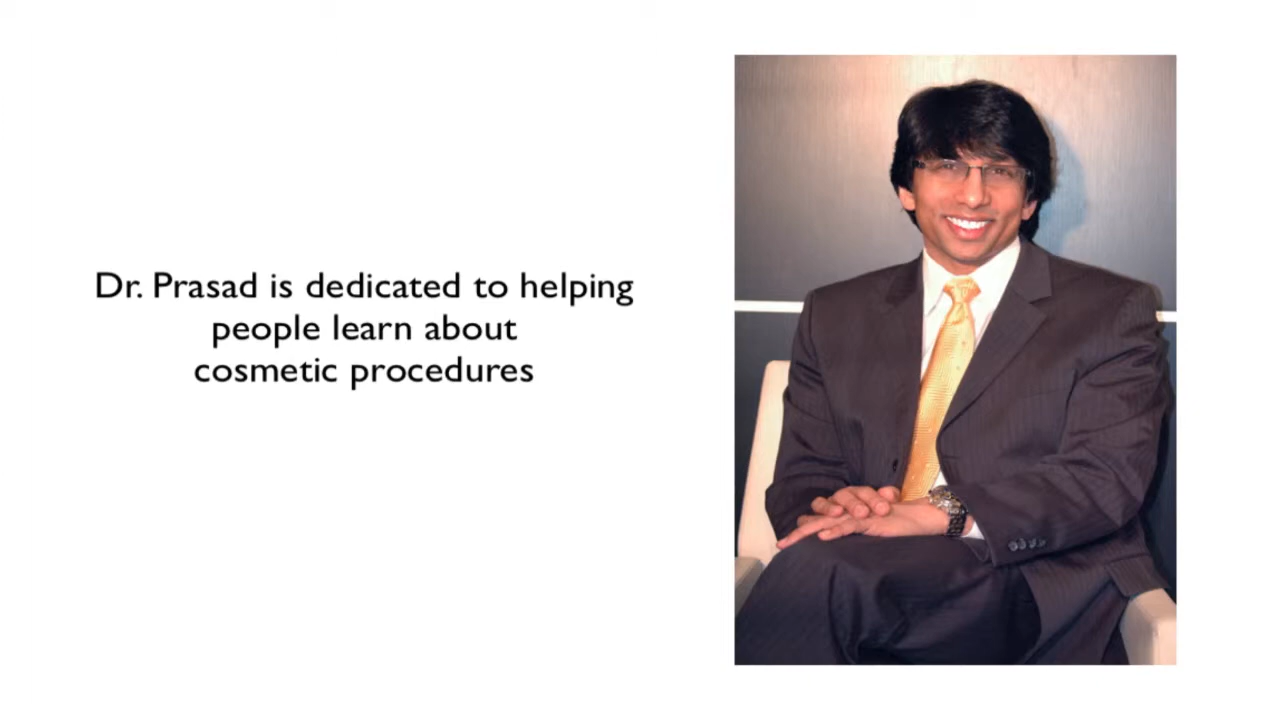 Dr. Prasad is dedicated to helping
people learn about
cosmetic procedures